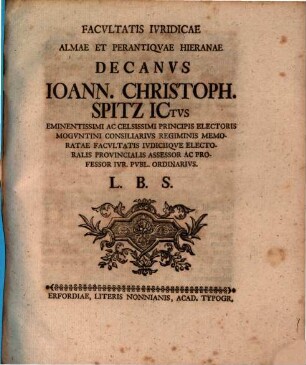 FACVLTATIS IVRIDICAE
ALMAE ET PERANTIQVAE HIERANAE
DECANVS
IOANN. CHRISTOPH.
SPITZ ICTVS
EMINENTISSIMI AC CELSISSIMI PRINCIPIS ELECTORIS
MOGVNTINI CONSILIARIVS REGIMINIS MEMO-
RATAE FACVLTATIS IVDICIIQVE ELECTO-
RALIS PROVINCIALIS ASSESSOR AC PRO-
FESSOR IVR. PVBL. ORDINARIVS.
L. B. S.
ERFORDIAE, LITERIS NONNIANIS, ACAD. TYPOGR.